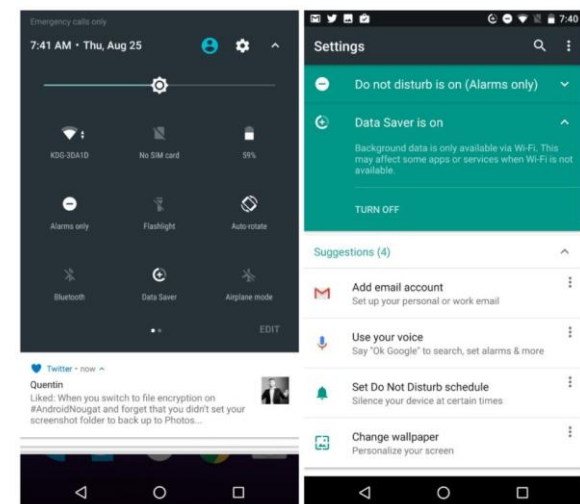 Emergency calls only
7:41 AM • Thu, Aug 25
KDG-3DA1D
No SIM card
59%
Alarms only
Flashlight
Auto-rotate
Bluetooth
Data Saver
Airplane mode
EDIT
Twitter • now
Quentin
Liked: When you switch to file encryption on
#AndroidNougat and forget that you didn't set your
screenshot folder to back up to Photos...
7:40
Settings
Do not disturb is on (Alarms only)
Data Saver is on
Background data is only available via Wi-Fi. This
may affect some apps or services when Wi-Fi is not
available.
TURN OFF
Suggestions (4)
Add email account
Set up your personal or work email
Use your voice
Say "Ok Google" to search, set alarms & more
Set Do Not Disturb schedule
Silence your device at certain times
Change wallpaper
Personalize your screen